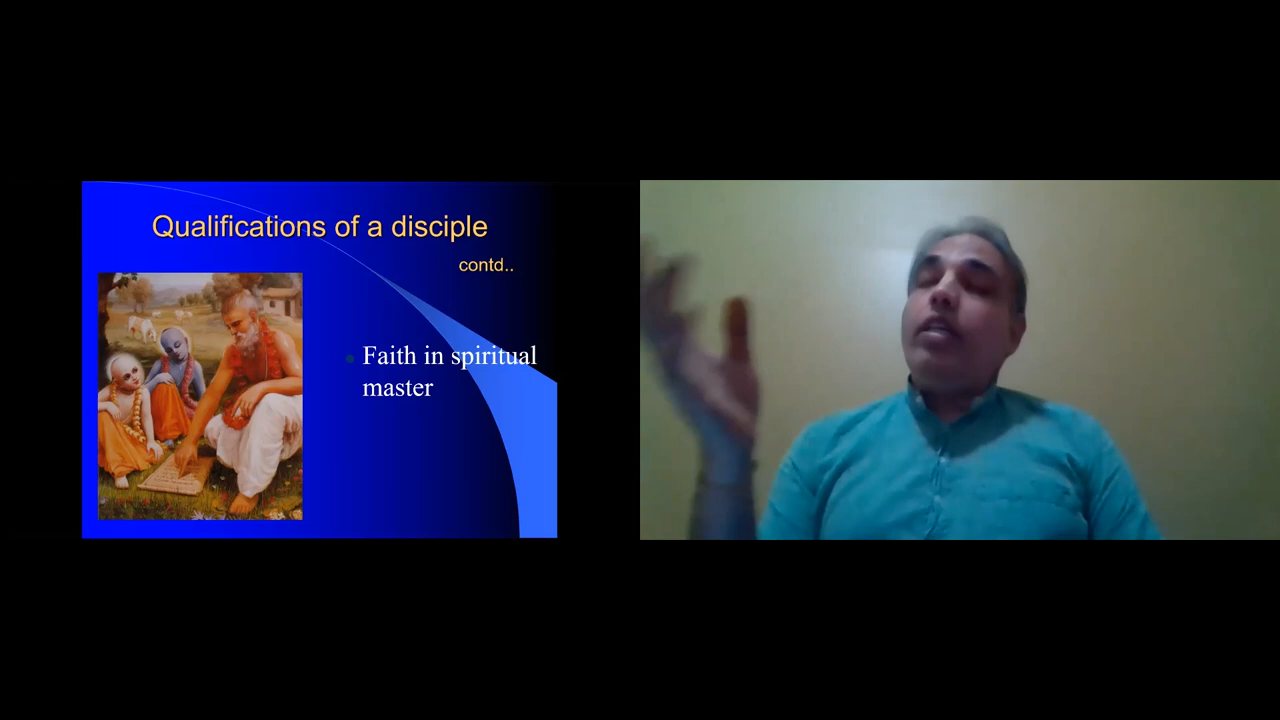 Qualifications of a disciple
contd..
Faith in spiritual
master